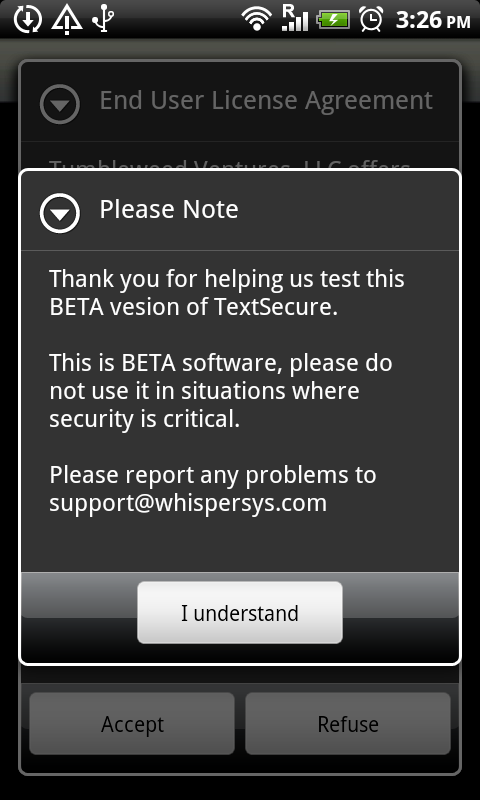 R
3:26 PM
End User License Agreement
Tumbleweed Ventures, LLC offers
Please Note
Thank you for helping us test this
BETA vesion of TextSecure.
This is BETA software, please do
not use it in situations where
security is critical.
Please report any problems to
support@whispersys.com
I understand
Accept
Refuse